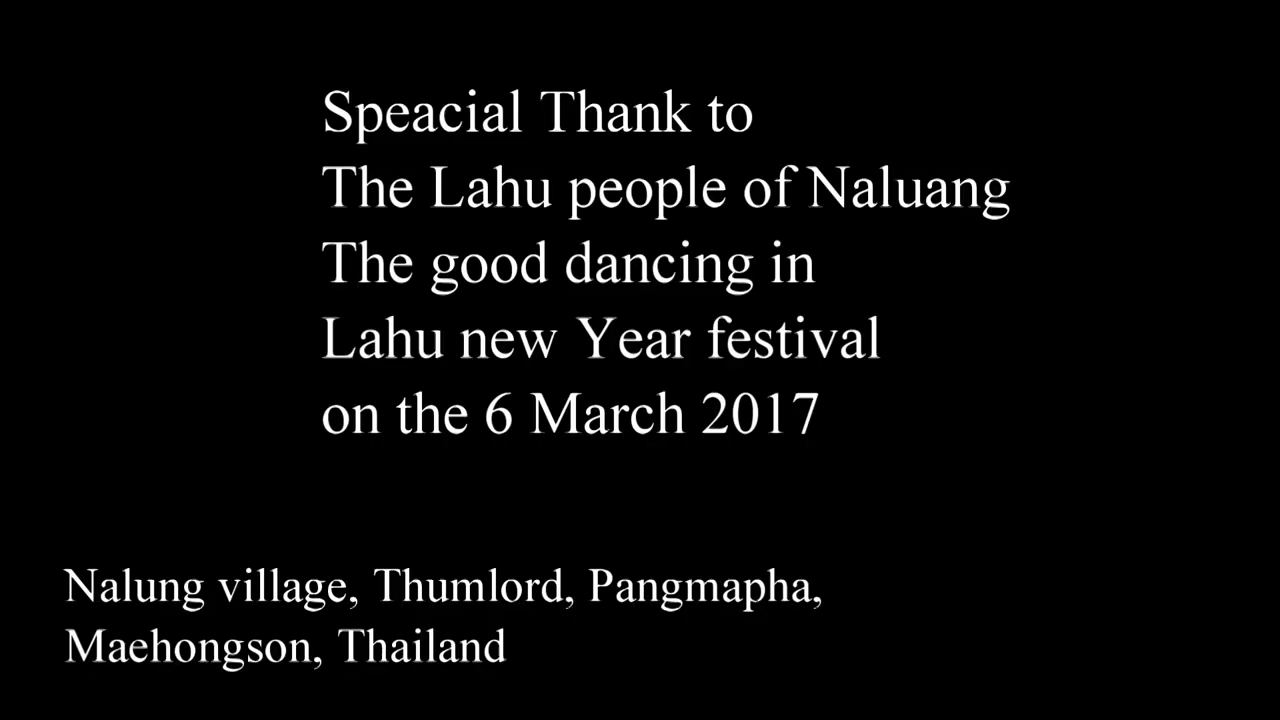 Speacial Thank to
The Lahu people of Naluang
The good dancing in
Lahu new Year festival
on the 6 March 2017
Nalung village, Thumlord, Pangmapha,
Maehongson, Thailand